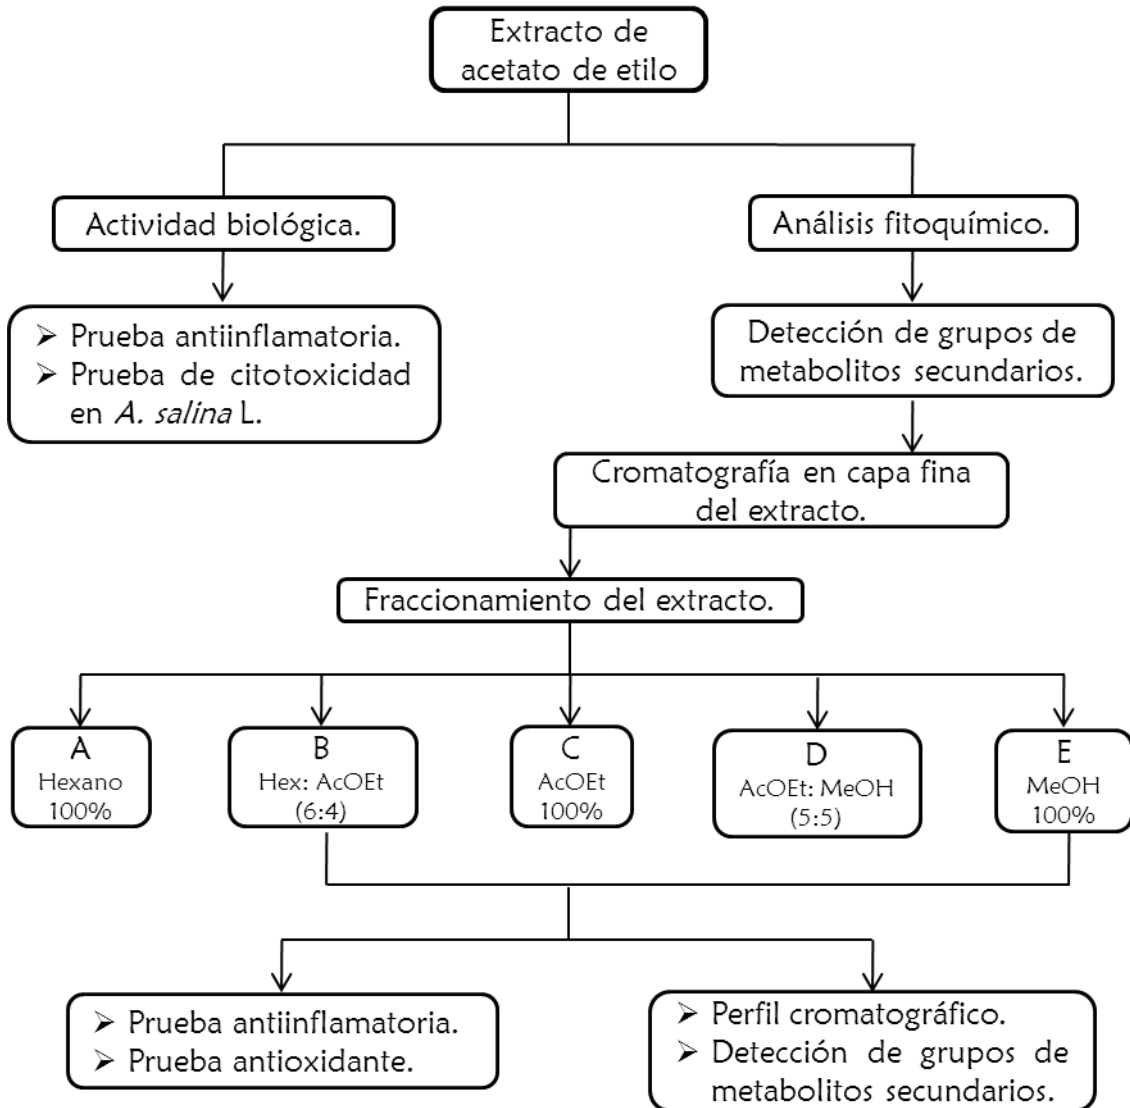 Extracto de
acetato de etilo
Actividad biológica.
Análisis fitoquímico.
➢ Prueba antiinflamatoria.
➢ Prueba de citotoxicidad
en A. salina L.
Detección de grupos de
metabolitos secundarios.
Cromatografía en capa fina
del extracto.
Fraccionamiento del extracto.
A
Hexano
100%
B
Hex: AcOEt
(6:4)
C
AcOEt
100%
D
AcOEt: MeOH
(5:5)
E
MeOH
100%
➢ Prueba antiinflamatoria.
➢ Prueba antioxidante.
➢ Perfil cromatográfico.
➢ Detección de grupos de
metabolitos secundarios.